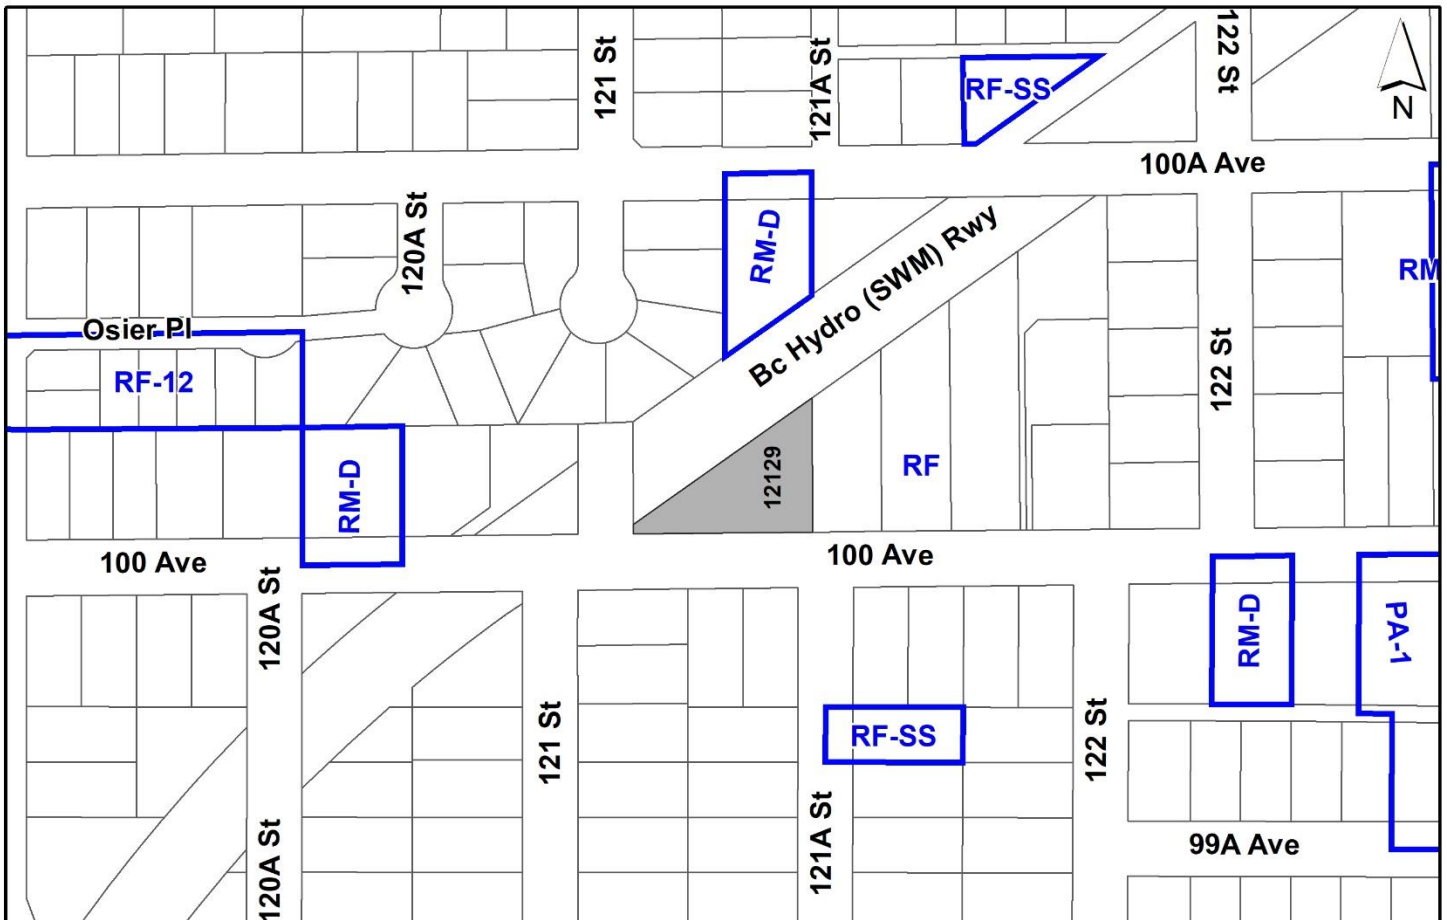 121 St
121A St
122 St
RF-SS
N
100A Ave
120A St
RM-D
Bc Hydro (SWM) Rwy
RM
Osier Pl
RF-12
122 St
RM-D
12129
RF
100 Ave
100 Ave
120A St
RM-D
PA-1
121 St
RF-SS
122 St
120A St
121A St
99A Ave